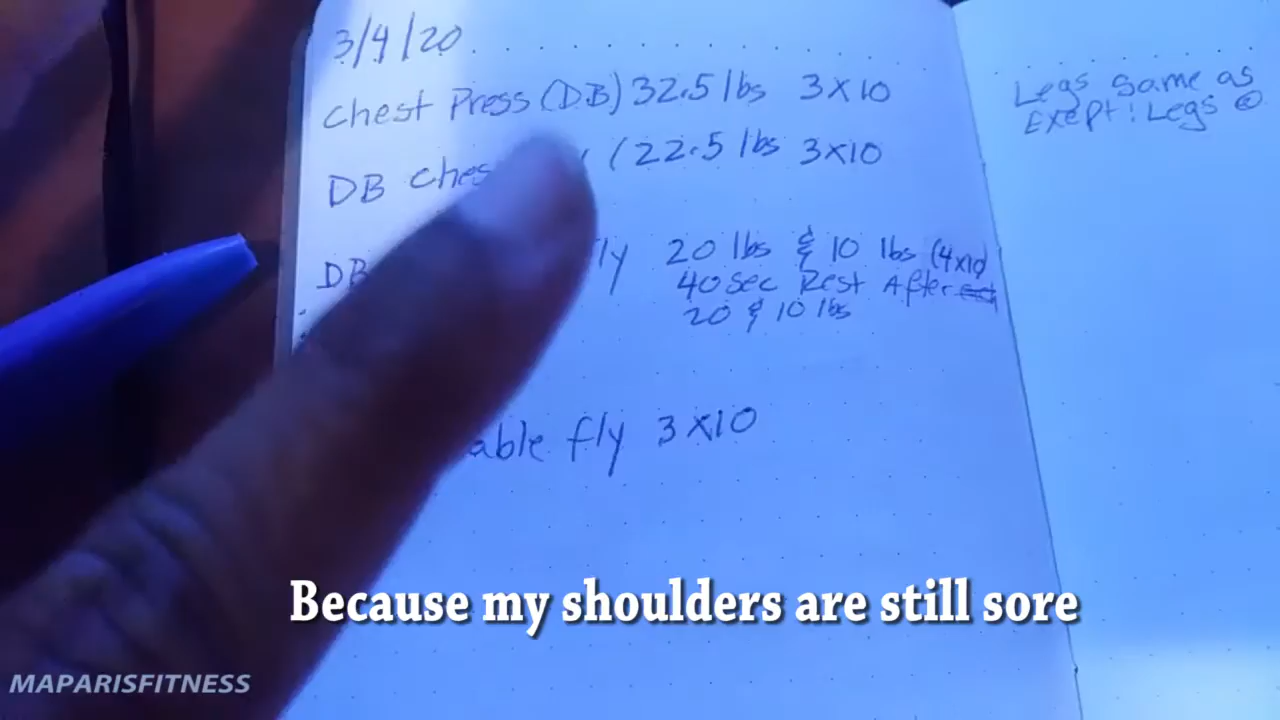 3/4/20
Chest Press (DB) 32.5 lbs 3x10
DB Ches (22.5 lbs 3x10
DB ly 20 lbs & 10 lbs (4x10)
40 sec Rest After
20 & 10 lbs
able fly 3x10
Legs Same as
Exept: Legs
Because my shoulders are still sore
MAPARISFITNESS